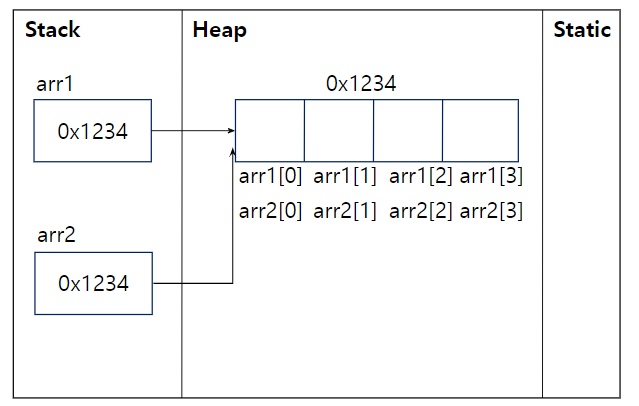 Stack Heap Static
arr1 0x1234
0x1234
arr1[0] arr1[1] arr1[2] arr1[3]
arr2[0] arr2[1] arr2[2] arr2[3]
arr2
0x1234